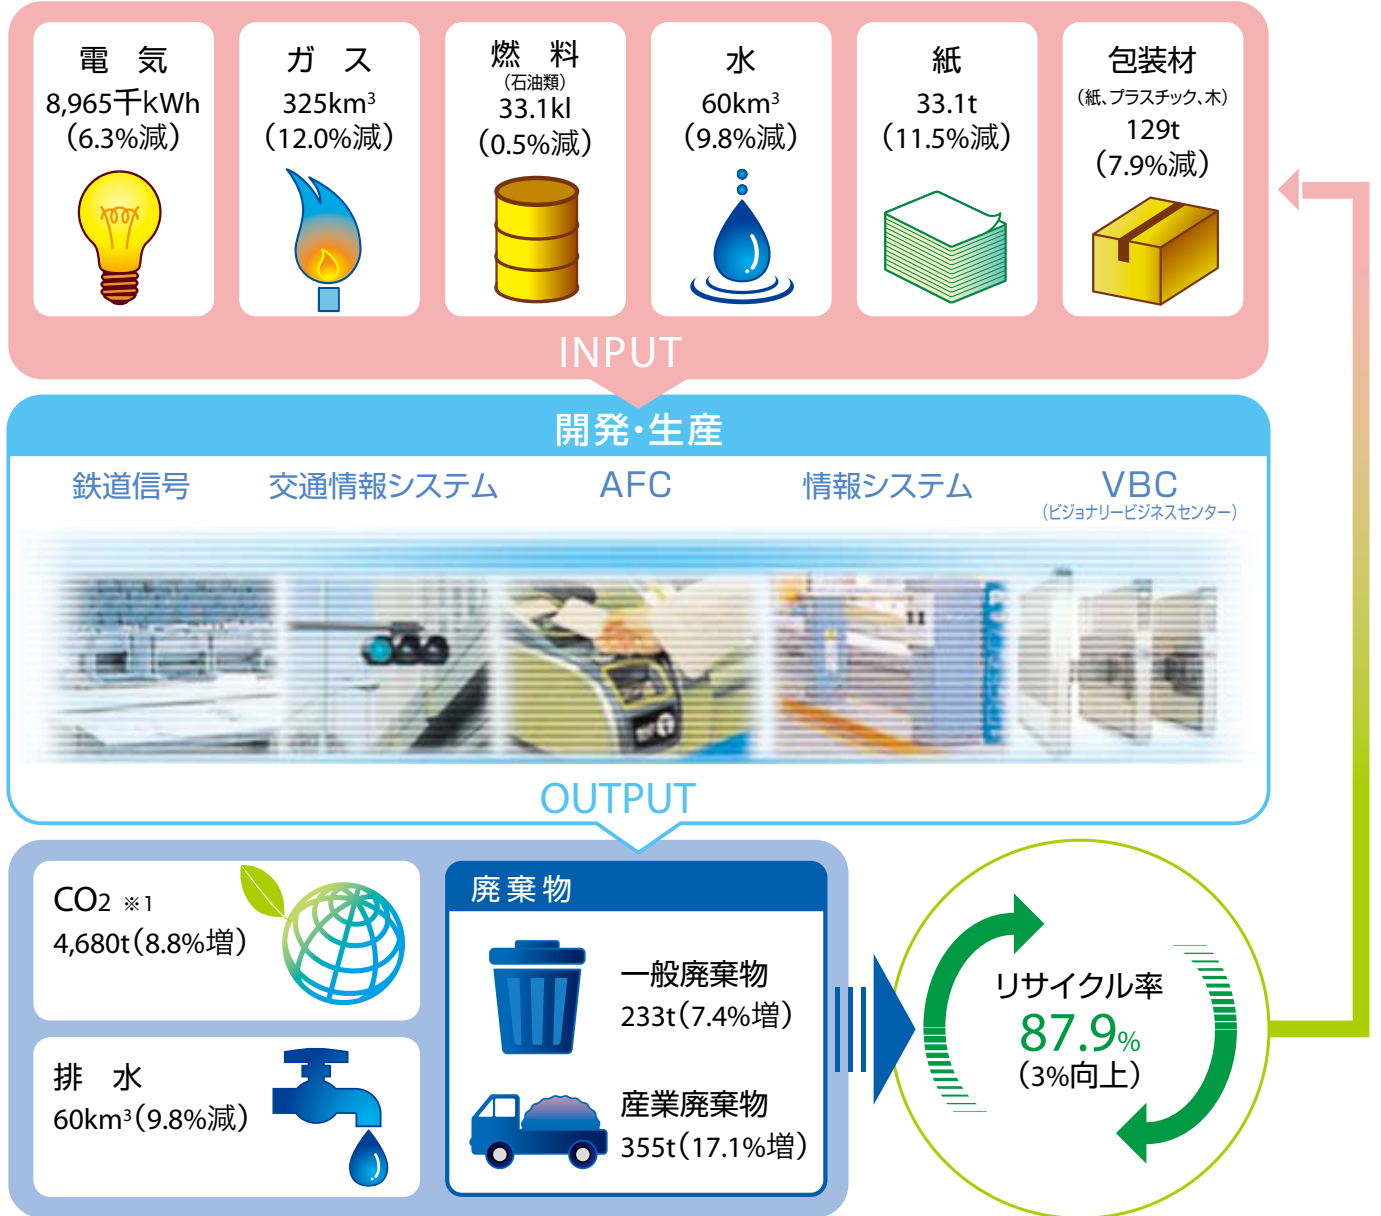 電 気
8,965千kWh
(6.3%減)
ガ ス
325km³
(12.0%減)
燃 料
(石油類)
33.1kl
(0.5%減)
水
60km³
(9.8%減)
紙
33.1t
(11.5%減)
包装材
(紙、プラスチック、木)
129t
(7.9%減)
INPUT
開発・生産
鉄道信号
交通情報システム
AFC
情報システム
VBC
(ビジョナリービジネスセンター)
OUTPUT
CO2 ※1
4,680t(8.8%増)
排 水
60km³(9.8%減)
廃棄物
一般廃棄物
233t(7.4%増)
産業廃棄物
355t(17.1%増)
リサイクル率
87.9%
(3%向上)